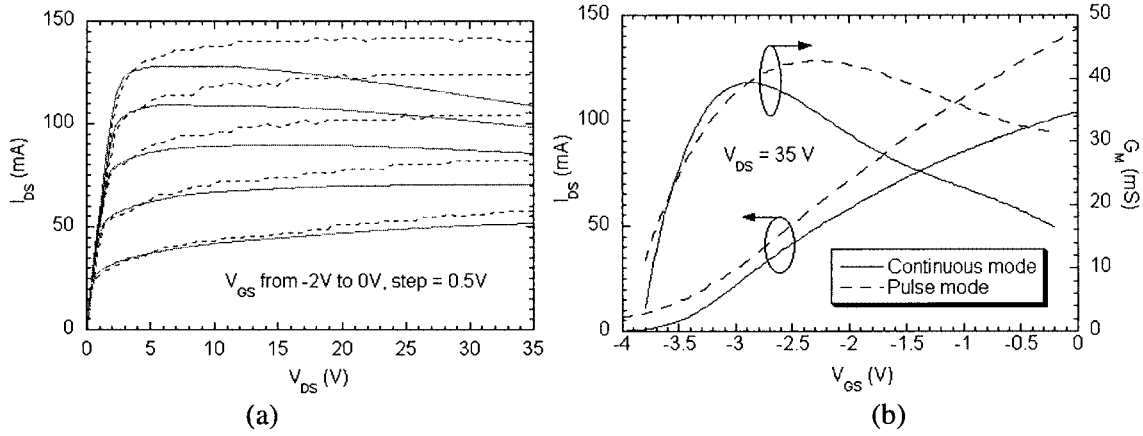 150
100
50
0
I_DS (mA)
0 5 10 15 20 25 30 35
V_DS (V)
V_GS from -2V to 0V, step = 0.5V
(a)
150
100
50
0
I_DS (mA)
50
40
30
20
10
0
G_M (mS)
V_DS = 35 V
Continuous mode
Pulse mode
-4 -3.5 -3 -2.5 -2 -1.5 -1 -0.5 0
V_GS (V)
(b)